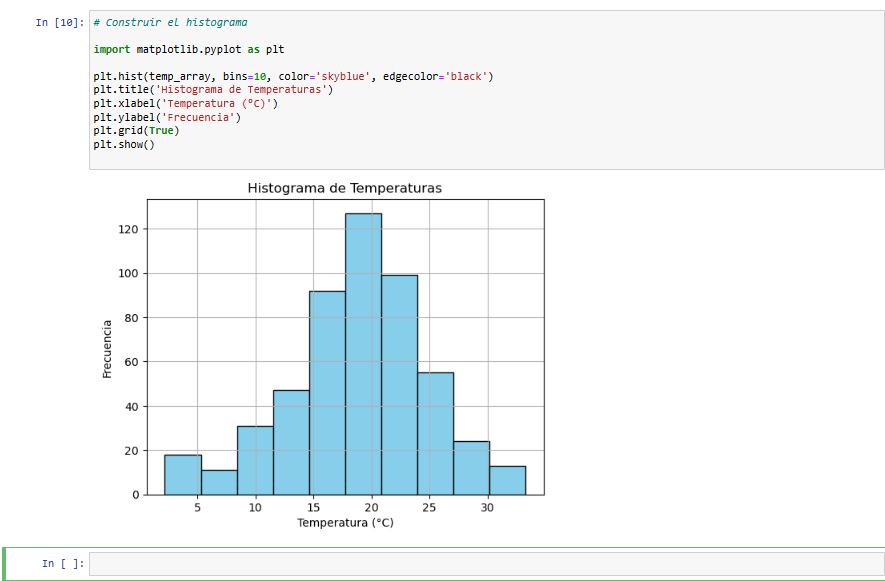 In [10]: # Construir el histograma
import matplotlib.pyplot as plt
plt.hist(temp_array, bins=10, color='skyblue', edgecolor='black')
plt.title('Histograma de Temperaturas')
plt.xlabel('Temperatura (°C)')
plt.ylabel('Frecuencia')
plt.grid(True)
plt.show()
Histograma de Temperaturas
120
100
80
60
40
20
0
Frecuencia
5 10 15 20 25 30
Temperatura (°C)
In [ ]: